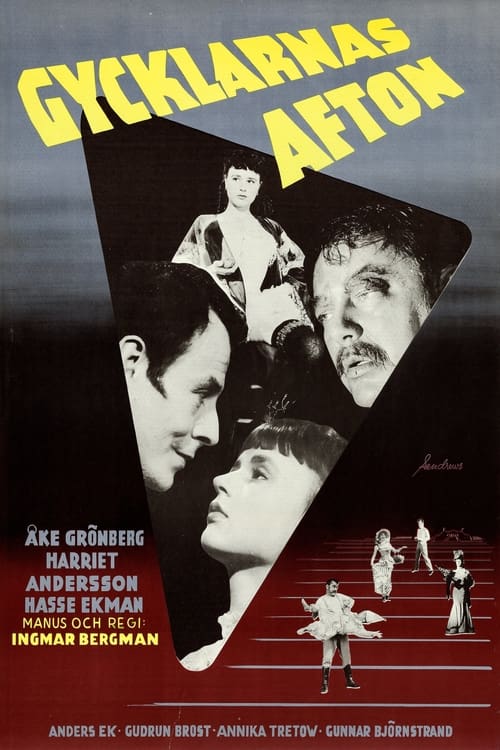 GYCKLARNAS
AFTON
Sandrews
ÅKE GRÖNBERG
HARRIET
ANDERSSON
HASSE EKMAN
MANUS OCH REGI:
INGMAR BERGMAN
ANDERS EK · GUDRUN BROST · ANNIKA TRETOW · GUNNAR BJÖRNSTRAND